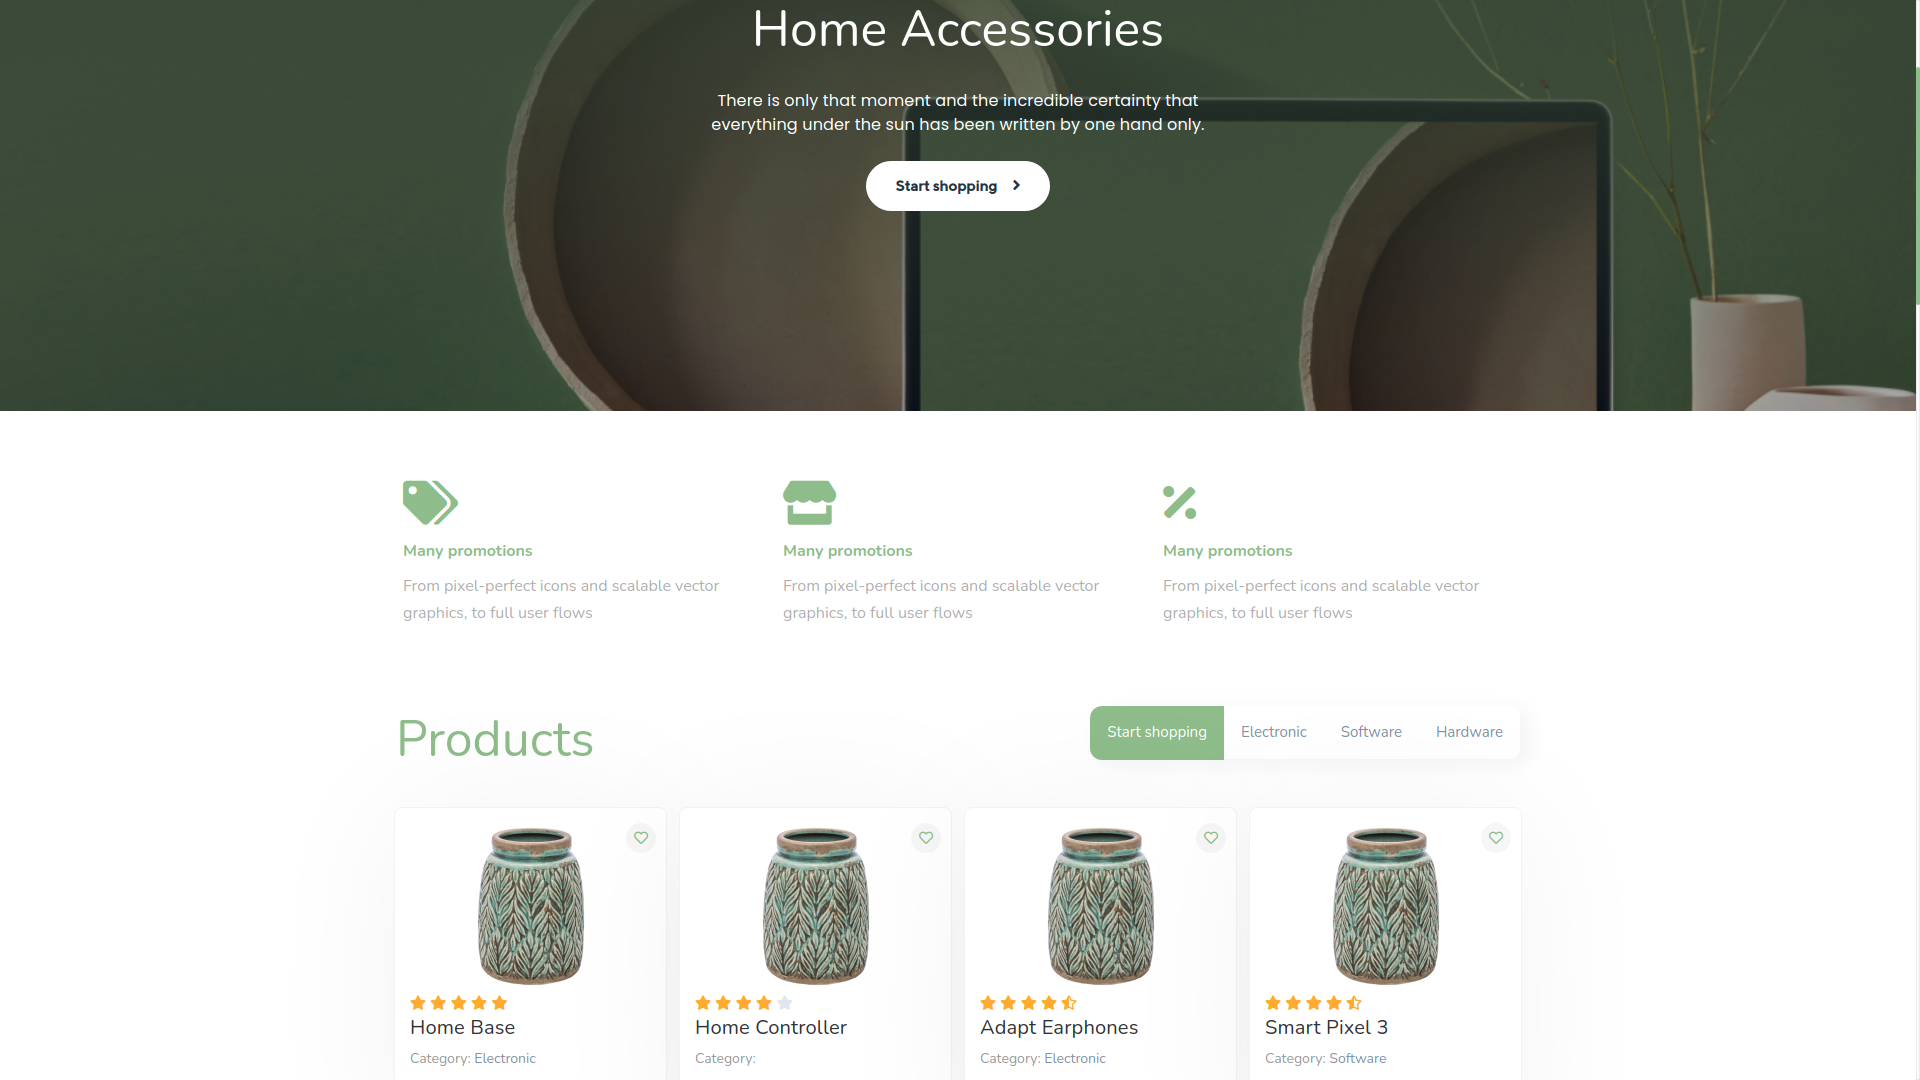 Home Accessories
There is only that moment and the incredible certainty that
everything under the sun has been written by one hand only.
Start shopping
Many promotions
From pixel-perfect icons and scalable vector
graphics, to full user flows
Many promotions
From pixel-perfect icons and scalable vector
graphics, to full user flows
Many promotions
From pixel-perfect icons and scalable vector
graphics, to full user flows
Products
Start shopping
Electronic
Software
Hardware
Home Base
Category: Electronic
Home Controller
Category:
Adapt Earphones
Category: Electronic
Smart Pixel 3
Category: Software